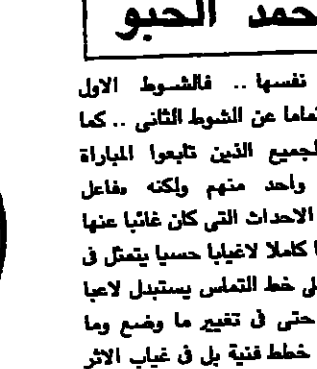 حمد الحبو
نفسها .. فالشوط الاول
تماما عن الشوط الثانى .. كما
لجميع الذين تابعوا المباراة
واحد منهم ولكنه مفاعل
الاحداث التى كان غائبا عنها
ا كاملا لاغيابا حسيا يتمثل فى
لى خط التماس يستبدل لاعبا
حتى فى تغيير ما وضع وما
خطط فنية بل فى غياب الاثر